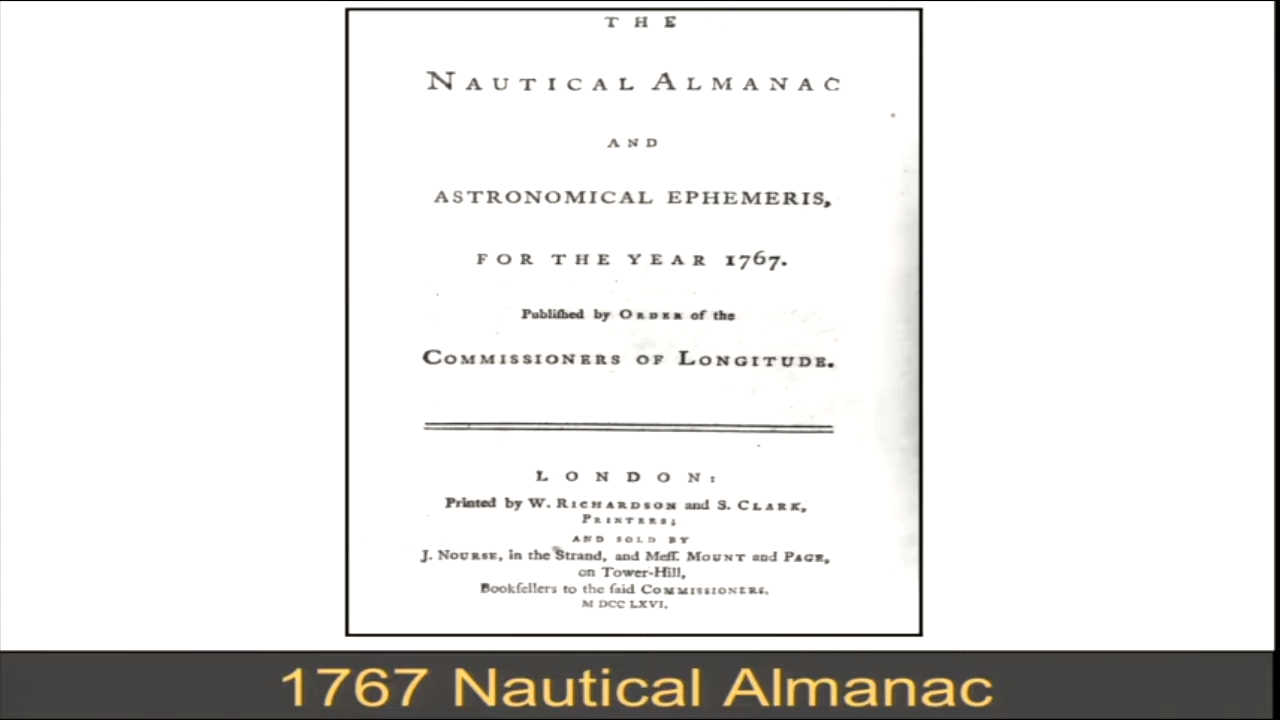 THE
NAUTICAL ALMANAC
AND
ASTRONOMICAL EPHEMERIS,
FOR THE YEAR 1767.
Publiſhed by ORDER of the
COMMISSIONERS OF LONGITUDE.
LONDON:
Printed by W. RICHARDSON and S. CLARK,
PRINTERS;
AND SOLD BY
J. NOURSE, in the Strand, and Meſſ. MOUNT and PAGE,
on Tower-Hill,
Bookſellers to the ſaid COMMISSIONERS.
M DCC LXVI.
1767 Nautical Almanac